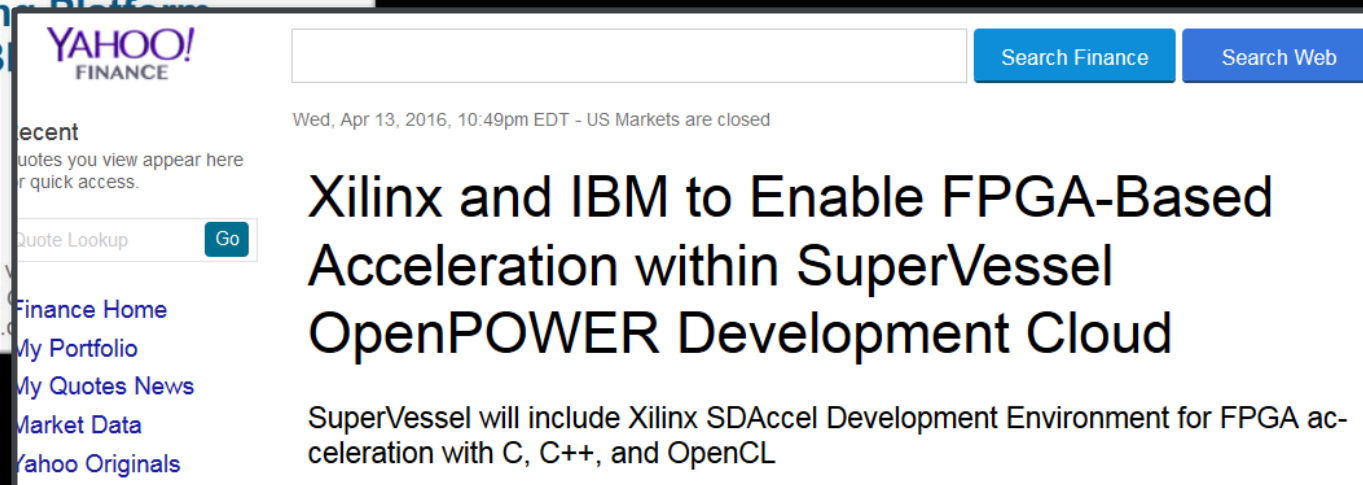 Platform
YAHOO!
FINANCE
Search Finance
Search Web
Wed, Apr 13, 2016, 10:49pm EDT - US Markets are closed
ecent
uotes you view appear here
r quick access.
Quote Lookup
Go
Finance Home
My Portfolio
My Quotes News
Market Data
Yahoo Originals
Xilinx and IBM to Enable FPGA-Based
Acceleration within SuperVessel
OpenPOWER Development Cloud
SuperVessel will include Xilinx SDAccel Development Environment for FPGA ac-
celeration with C, C++, and OpenCL